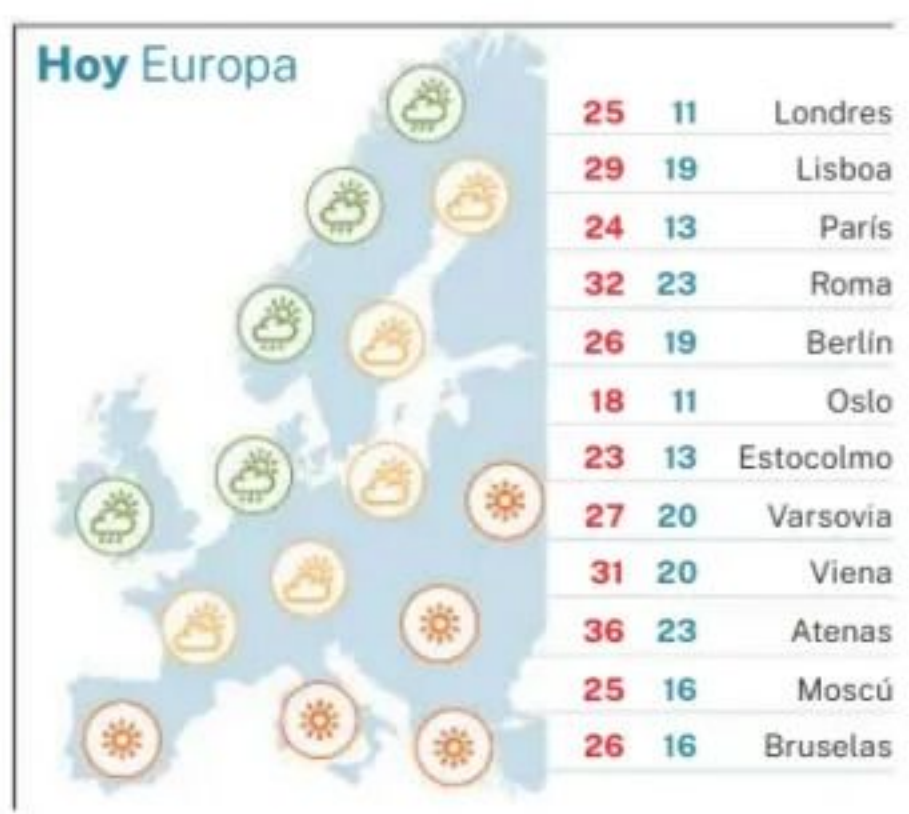 Hoy Europa
25 11 Londres
29 19 Lisboa
24 13 París
32 23 Roma
26 19 Berlín
18 11 Oslo
23 13 Estocolmo
27 20 Varsovia
31 20 Viena
36 23 Atenas
25 16 Moscú
26 16 Bruselas